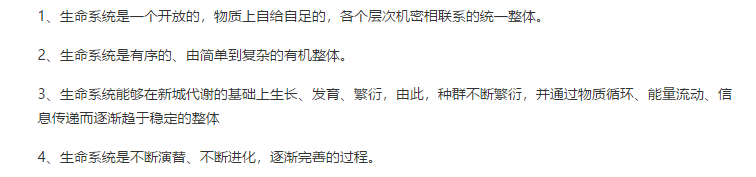 1、生命系统是一个开放的，物质上自给自足的，各个层次机密相联系的统一整体。
2、生命系统是有序的、由简单到复杂的有机整体。
3、生命系统能够在新城代谢的基础上生长、发育、繁衍，由此，种群不断繁衍，并通过物质循环、能量流动、信
息传递而逐渐趋于稳定的整体
4、生命系统是不断演替、不断进化，逐渐完善的过程。